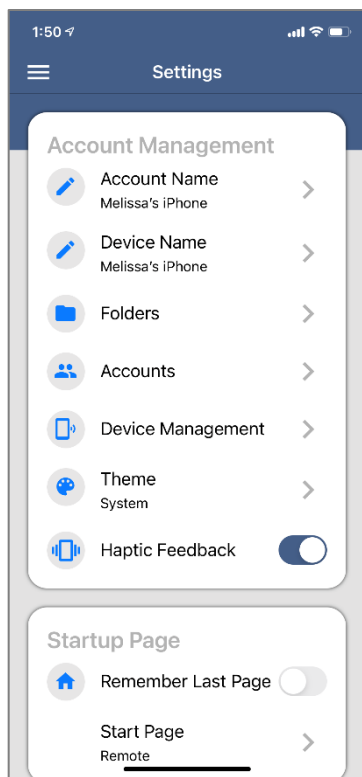 1:50
Settings
Account Management
Account Name
Melissa's iPhone
Device Name
Melissa's iPhone
Folders
Accounts
Device Management
Theme
System
Haptic Feedback
Startup Page
Remember Last Page
Start Page
Remote